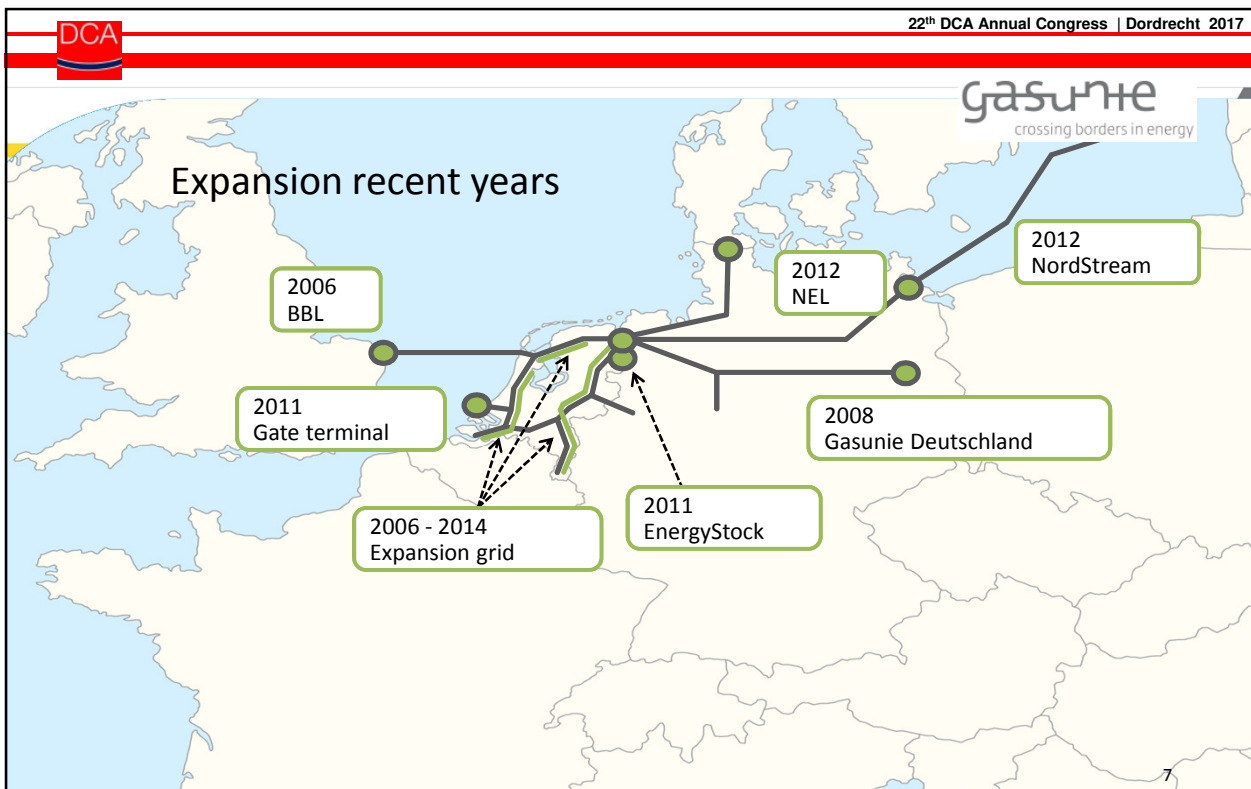 22th DCA Annual Congress | Dordrecht 2017
DCA
gasunie
crossing borders in energy
Expansion recent years
2012
NordStream
2012
NEL
2006
BBL
2011
Gate terminal
2008
Gasunie Deutschland
2011
EnergyStock
2006 - 2014
Expansion grid
7